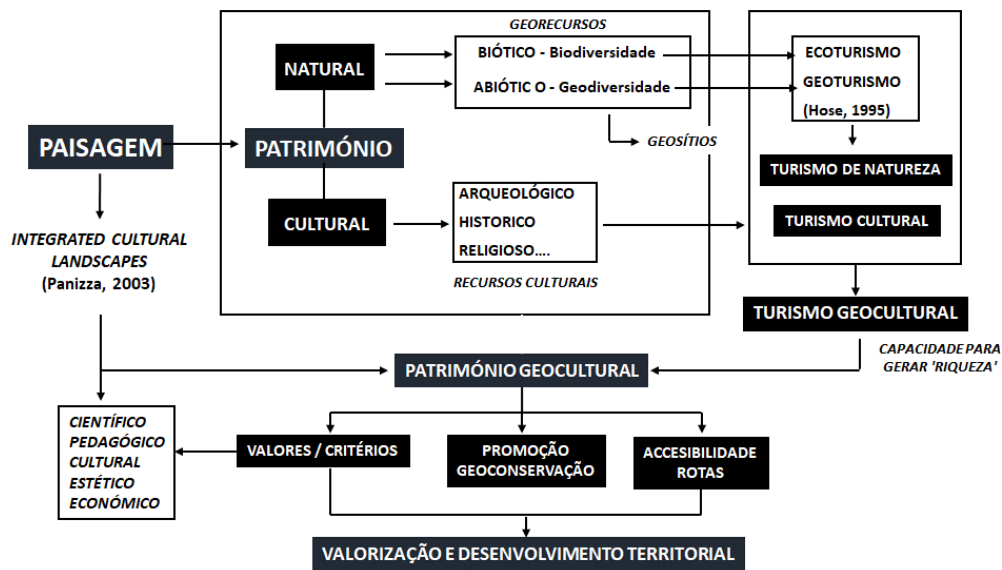 GEORECURSOS
NATURAL
BIÓTICO - Biodiversidade
ABIÓTIC O - Geodiversidade
ECOTURISMO
GEOTURISMO
(Hose, 1995)
GEOSÍTIOS
PAISAGEM
PATRIMÓNIO
TURISMO DE NATUREZA
CULTURAL
ARQUEOLÓGICO
HISTORICO
RELIGIOSO....
TURISMO CULTURAL
INTEGRATED CULTURAL
LANDSCAPES
(Panizza, 2003)
RECURSOS CULTURAIS
TURISMO GEOCULTURAL
CAPACIDADE PARA
GERAR 'RIQUEZA'
PATRIMÓNIO GEOCULTURAL
CIENTÍFICO
PEDAGÓGICO
CULTURAL
ESTÉTICO
ECONÓMICO
VALORES / CRITÉRIOS
PROMOÇÃO
GEOCONSERVAÇÃO
ACCESIBILIDADE
ROTAS
VALORIZAÇÃO E DESENVOLVIMENTO TERRITORIAL